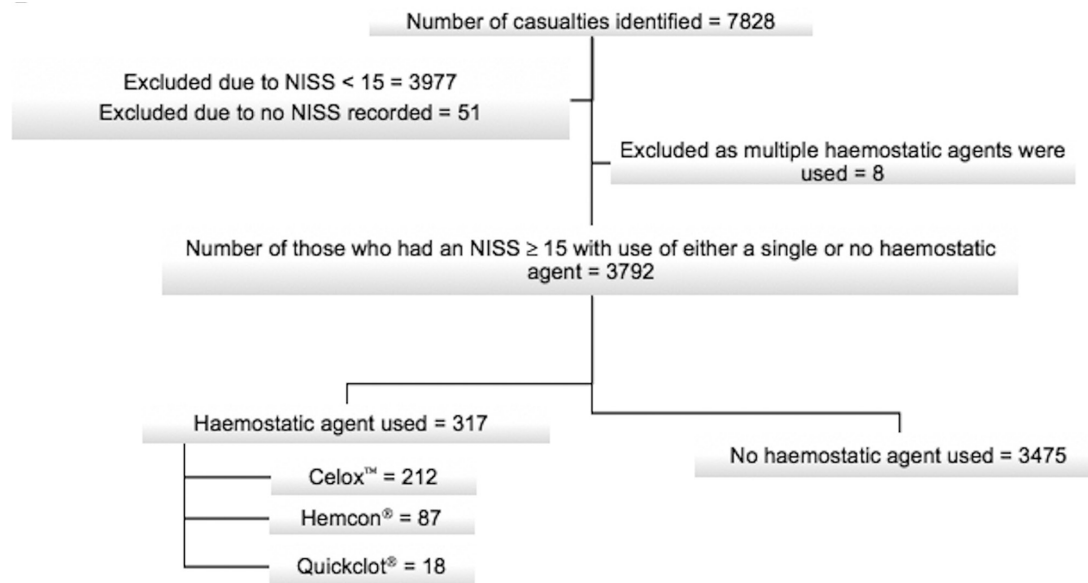 Number of casualties identified = 7828
Excluded due to NISS < 15 = 3977
Excluded due to no NISS recorded = 51
Excluded as multiple haemostatic agents were
used = 8
Number of those who had an NISS ≥ 15 with use of either a single or no haemostatic
agent = 3792
Haemostatic agent used = 317
No haemostatic agent used = 3475
Celox™ = 212
Hemcon® = 87
Quickclot® = 18